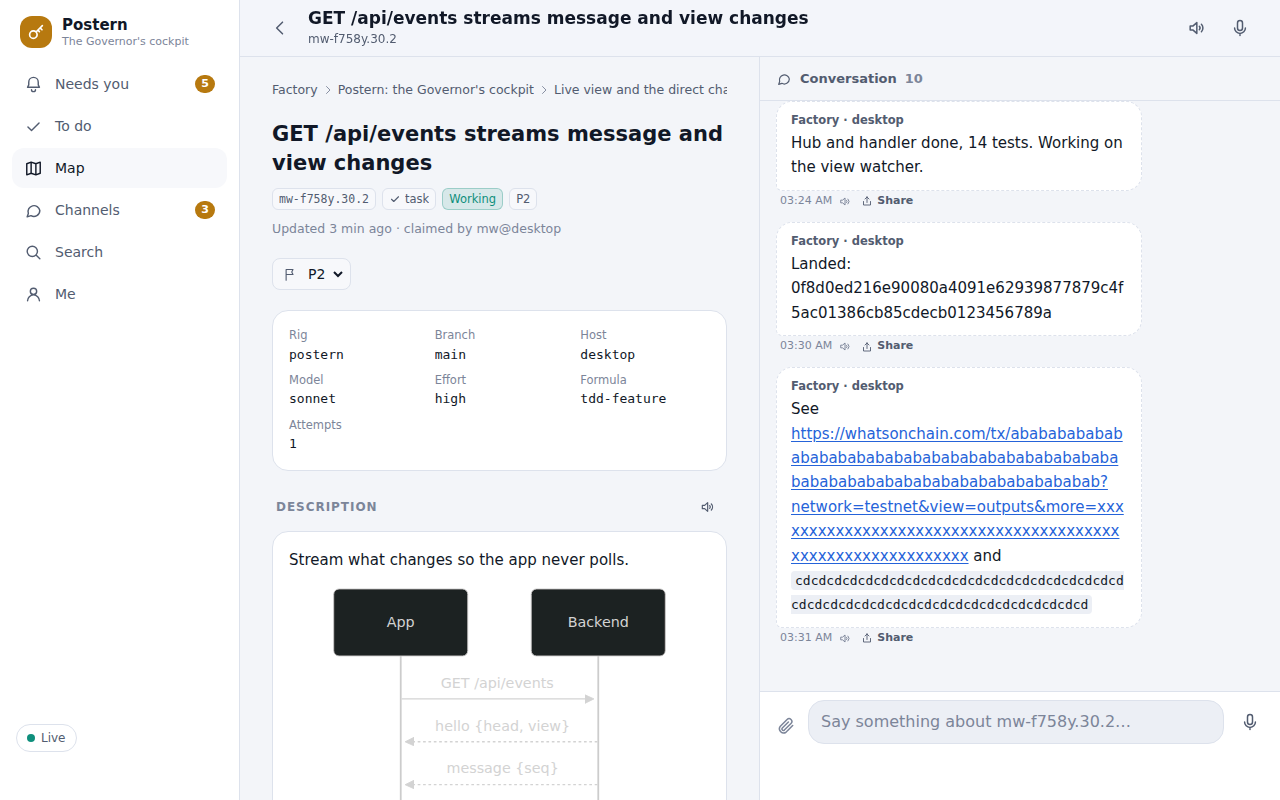 Postern
The Governor's cockpit
Needs you 5
To do
Map
Channels 3
Search
Me
Live
GET /api/events streams message and view changes
mw-f758y.30.2
Factory > Postern: the Governor's cockpit > Live view and the direct cha
GET /api/events streams message and
view changes
mw-f758y.30.2 task Working P2
Updated 3 min ago · claimed by mw@desktop
P2
Rig Branch Host
postern main desktop
Model Effort Formula
sonnet high tdd-feature
Attempts
1
DESCRIPTION
Stream what changes so the app never polls.
App Backend
GET /api/events
hello {head, view}
message {seq}
Conversation 10
Factory · desktop
Hub and handler done, 14 tests. Working on
the view watcher.
03:24 AM Share
Factory · desktop
Landed:
0f8d0ed216e90080a4091e62939877879c4f
5ac01386cb85cdecb0123456789a
03:30 AM Share
Factory · desktop
See
https://whatsonchain.com/tx/abababababab
abababababababababababababababababababa
bababababababababababababababababab?
network=testnet&view=outputs&more=xxx
xxxxxxxxxxxxxxxxxxxxxxxxxxxxxxxxxxxxx
xxxxxxxxxxxxxxxxxxxx and
cdcdcdcdcdcdcdcdcdcdcdcdcdcdcdcdcdcdcdcdcd
cdcdcdcdcdcdcdcdcdcdcdcdcdcdcdcdcdcdcd
03:31 AM Share
Say something about mw-f758y.30.2…